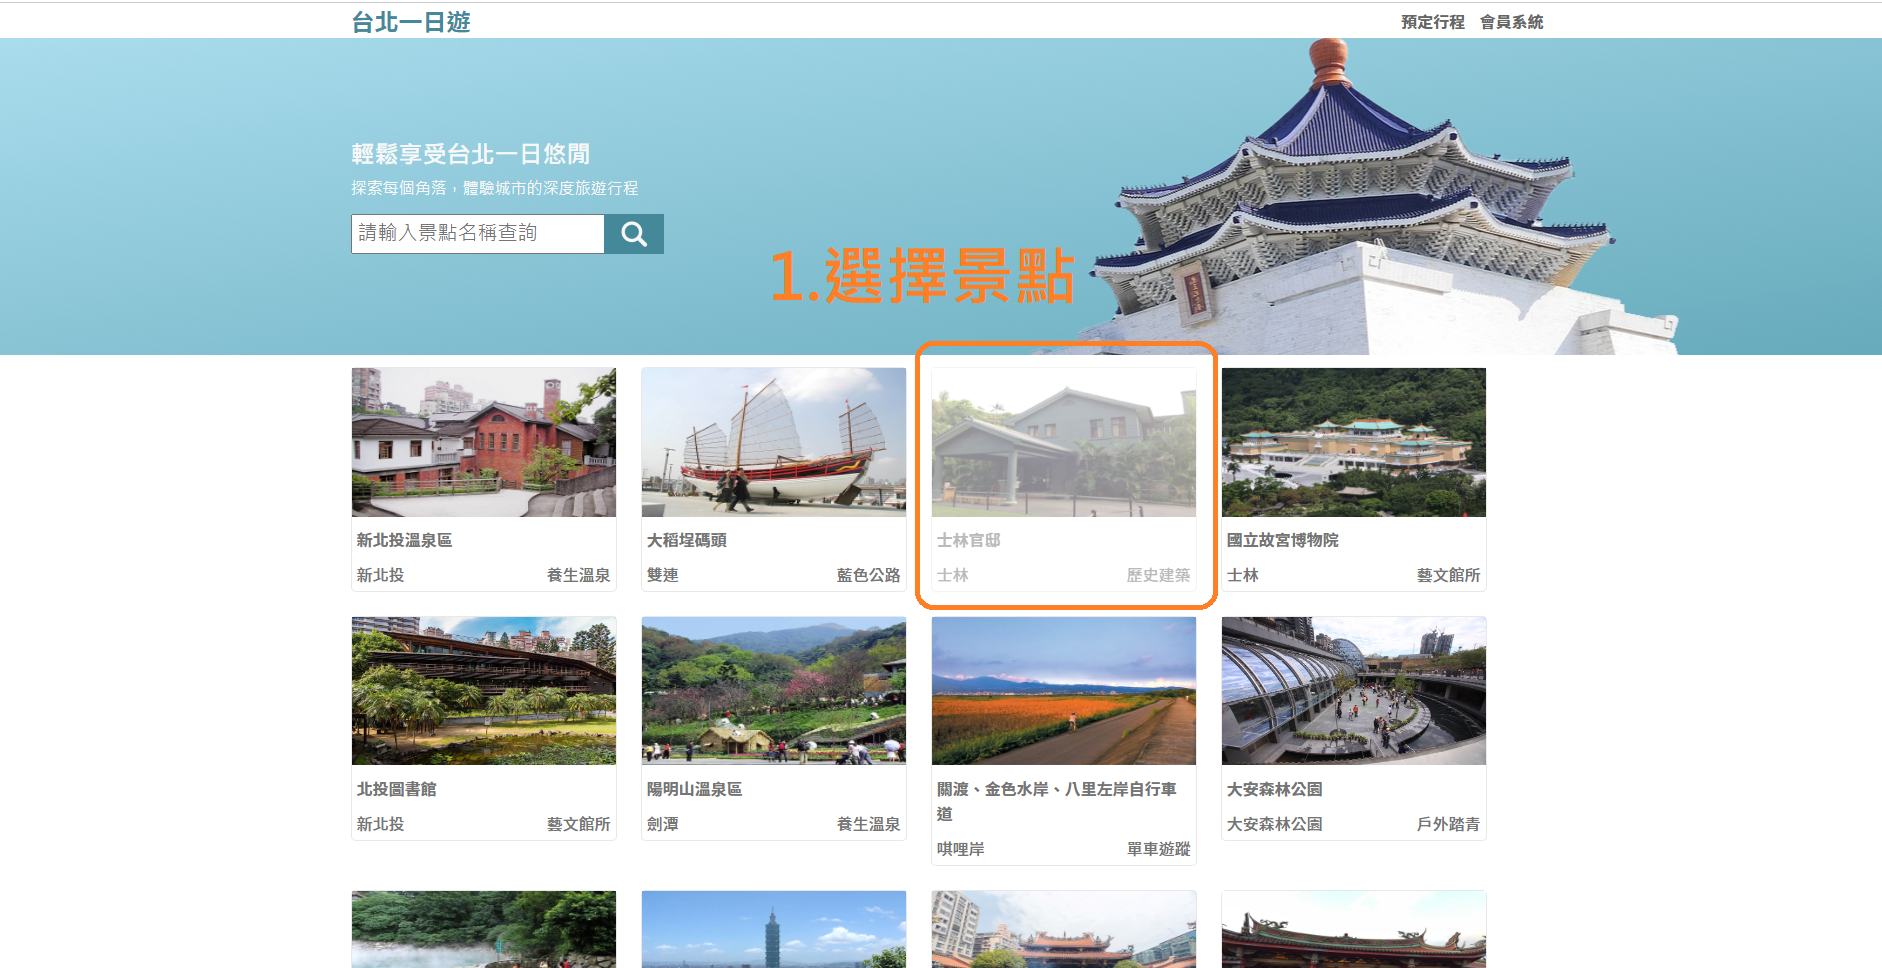 台北一日遊
預定行程 會員系統
輕鬆享受台北一日悠閒
探索每個角落，體驗城市的深度旅遊行程
請輸入景點名稱查詢
1.選擇景點
新北投溫泉區
新北投 養生溫泉
大稻埕碼頭
雙連 藍色公路
士林官邸
士林 歷史建築
國立故宮博物院
士林 藝文館所
北投圖書館
新北投 藝文館所
陽明山溫泉區
劍潭 養生溫泉
關渡、金色水岸、八里左岸自行車
道
唭哩岸 單車遊蹤
大安森林公園
大安森林公園 戶外踏青